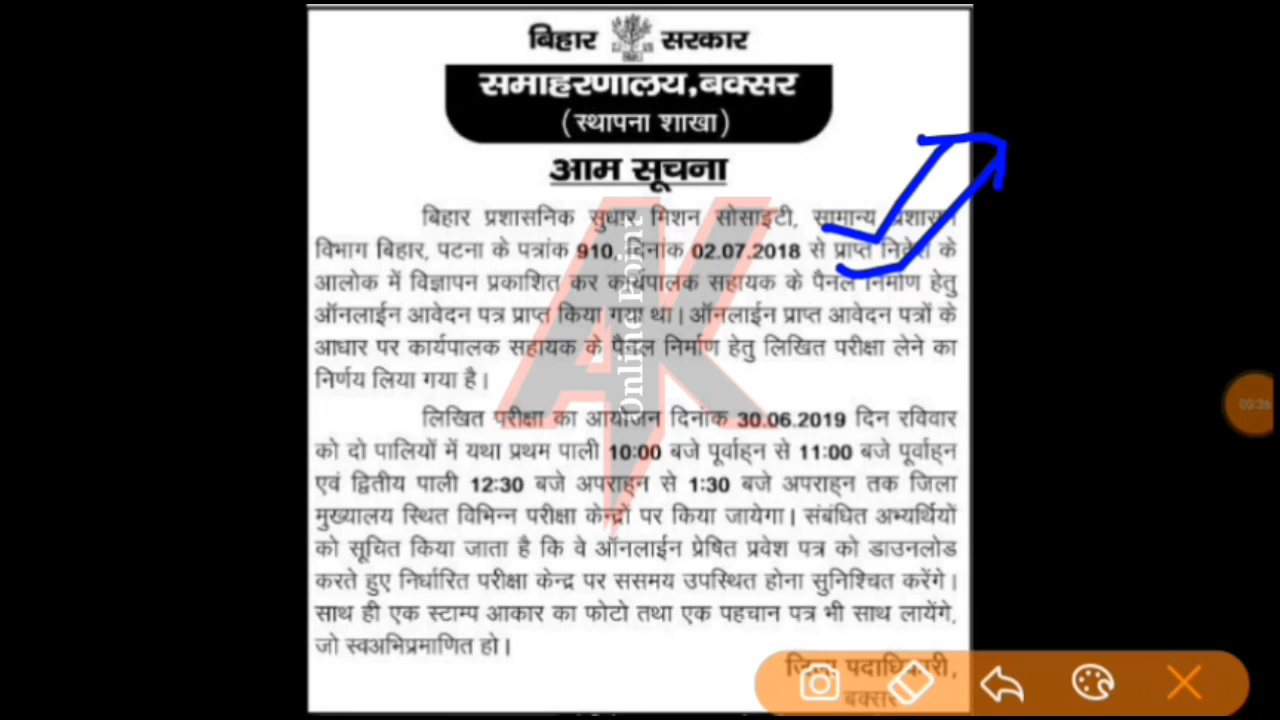 बिहार सरकार
समाहरणालय,बक्सर
(स्थापना शाखा)
आम सूचना
बिहार प्रशासनिक सुधार मिशन सोसाइटी, सामान्य प्रशासन
विभाग बिहार, पटना के पत्रांक 910, दिनांक 02.07.2018 से प्राप्त निदेश के
आलोक में विज्ञापन प्रकाशित कर कार्यपालक सहायक के पैनल निर्माण हेतु
ऑनलाईन आवेदन पत्र प्राप्त किया गया था। ऑनलाईन प्राप्त आवेदन पत्रों के
आधार पर कार्यपालक सहायक के पैनल निर्माण हेतु लिखित परीक्षा लेने का
निर्णय लिया गया है।
लिखित परीक्षा का आयोजन दिनांक 30.06.2019 दिन रविवार
को दो पालियों में यथा प्रथम पाली 10:00 बजे पूर्वाह्न से 11:00 बजे पूर्वाह्न
एवं द्वितीय पाली 12:30 बजे अपराह्न से 1:30 बजे अपराह्न तक जिला
मुख्यालय स्थित विभिन्न परीक्षा केन्द्रों पर किया जायेगा। संबंधित अभ्यर्थियों
को सूचित किया जाता है कि वे ऑनलाईन प्रेषित प्रवेश पत्र को डाउनलोड
करते हुए निर्धारित परीक्षा केन्द्र पर ससमय उपस्थित होना सुनिश्चित करेंगे।
साथ ही एक स्टाम्प आकार का फोटो तथा एक पहचान पत्र भी साथ लायेंगे,
जो स्वअभिप्रमाणित हो।
जिला पदाधिकारी,
बक्सर
AK
Online Point
00:36